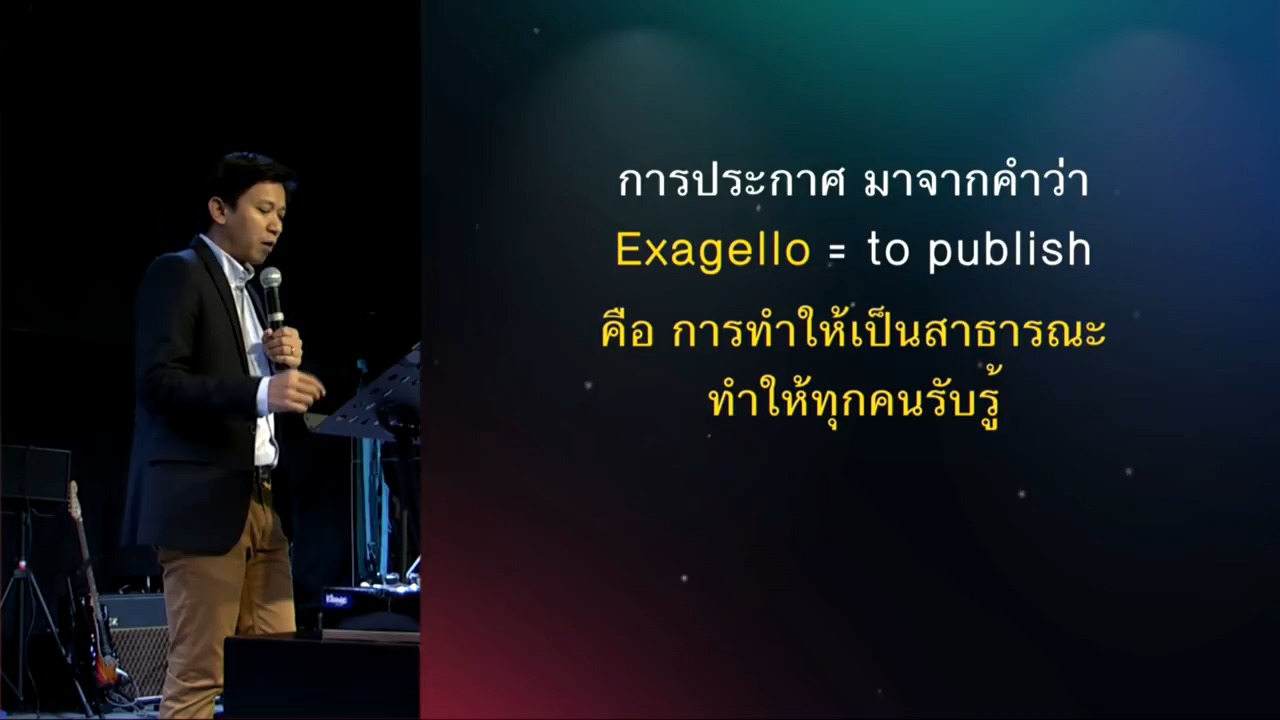 การประกาศ มาจากคำว่า
Exagello = to publish
คือ การทำให้เป็นสาธารณะ
ทำให้ทุกคนรับรู้